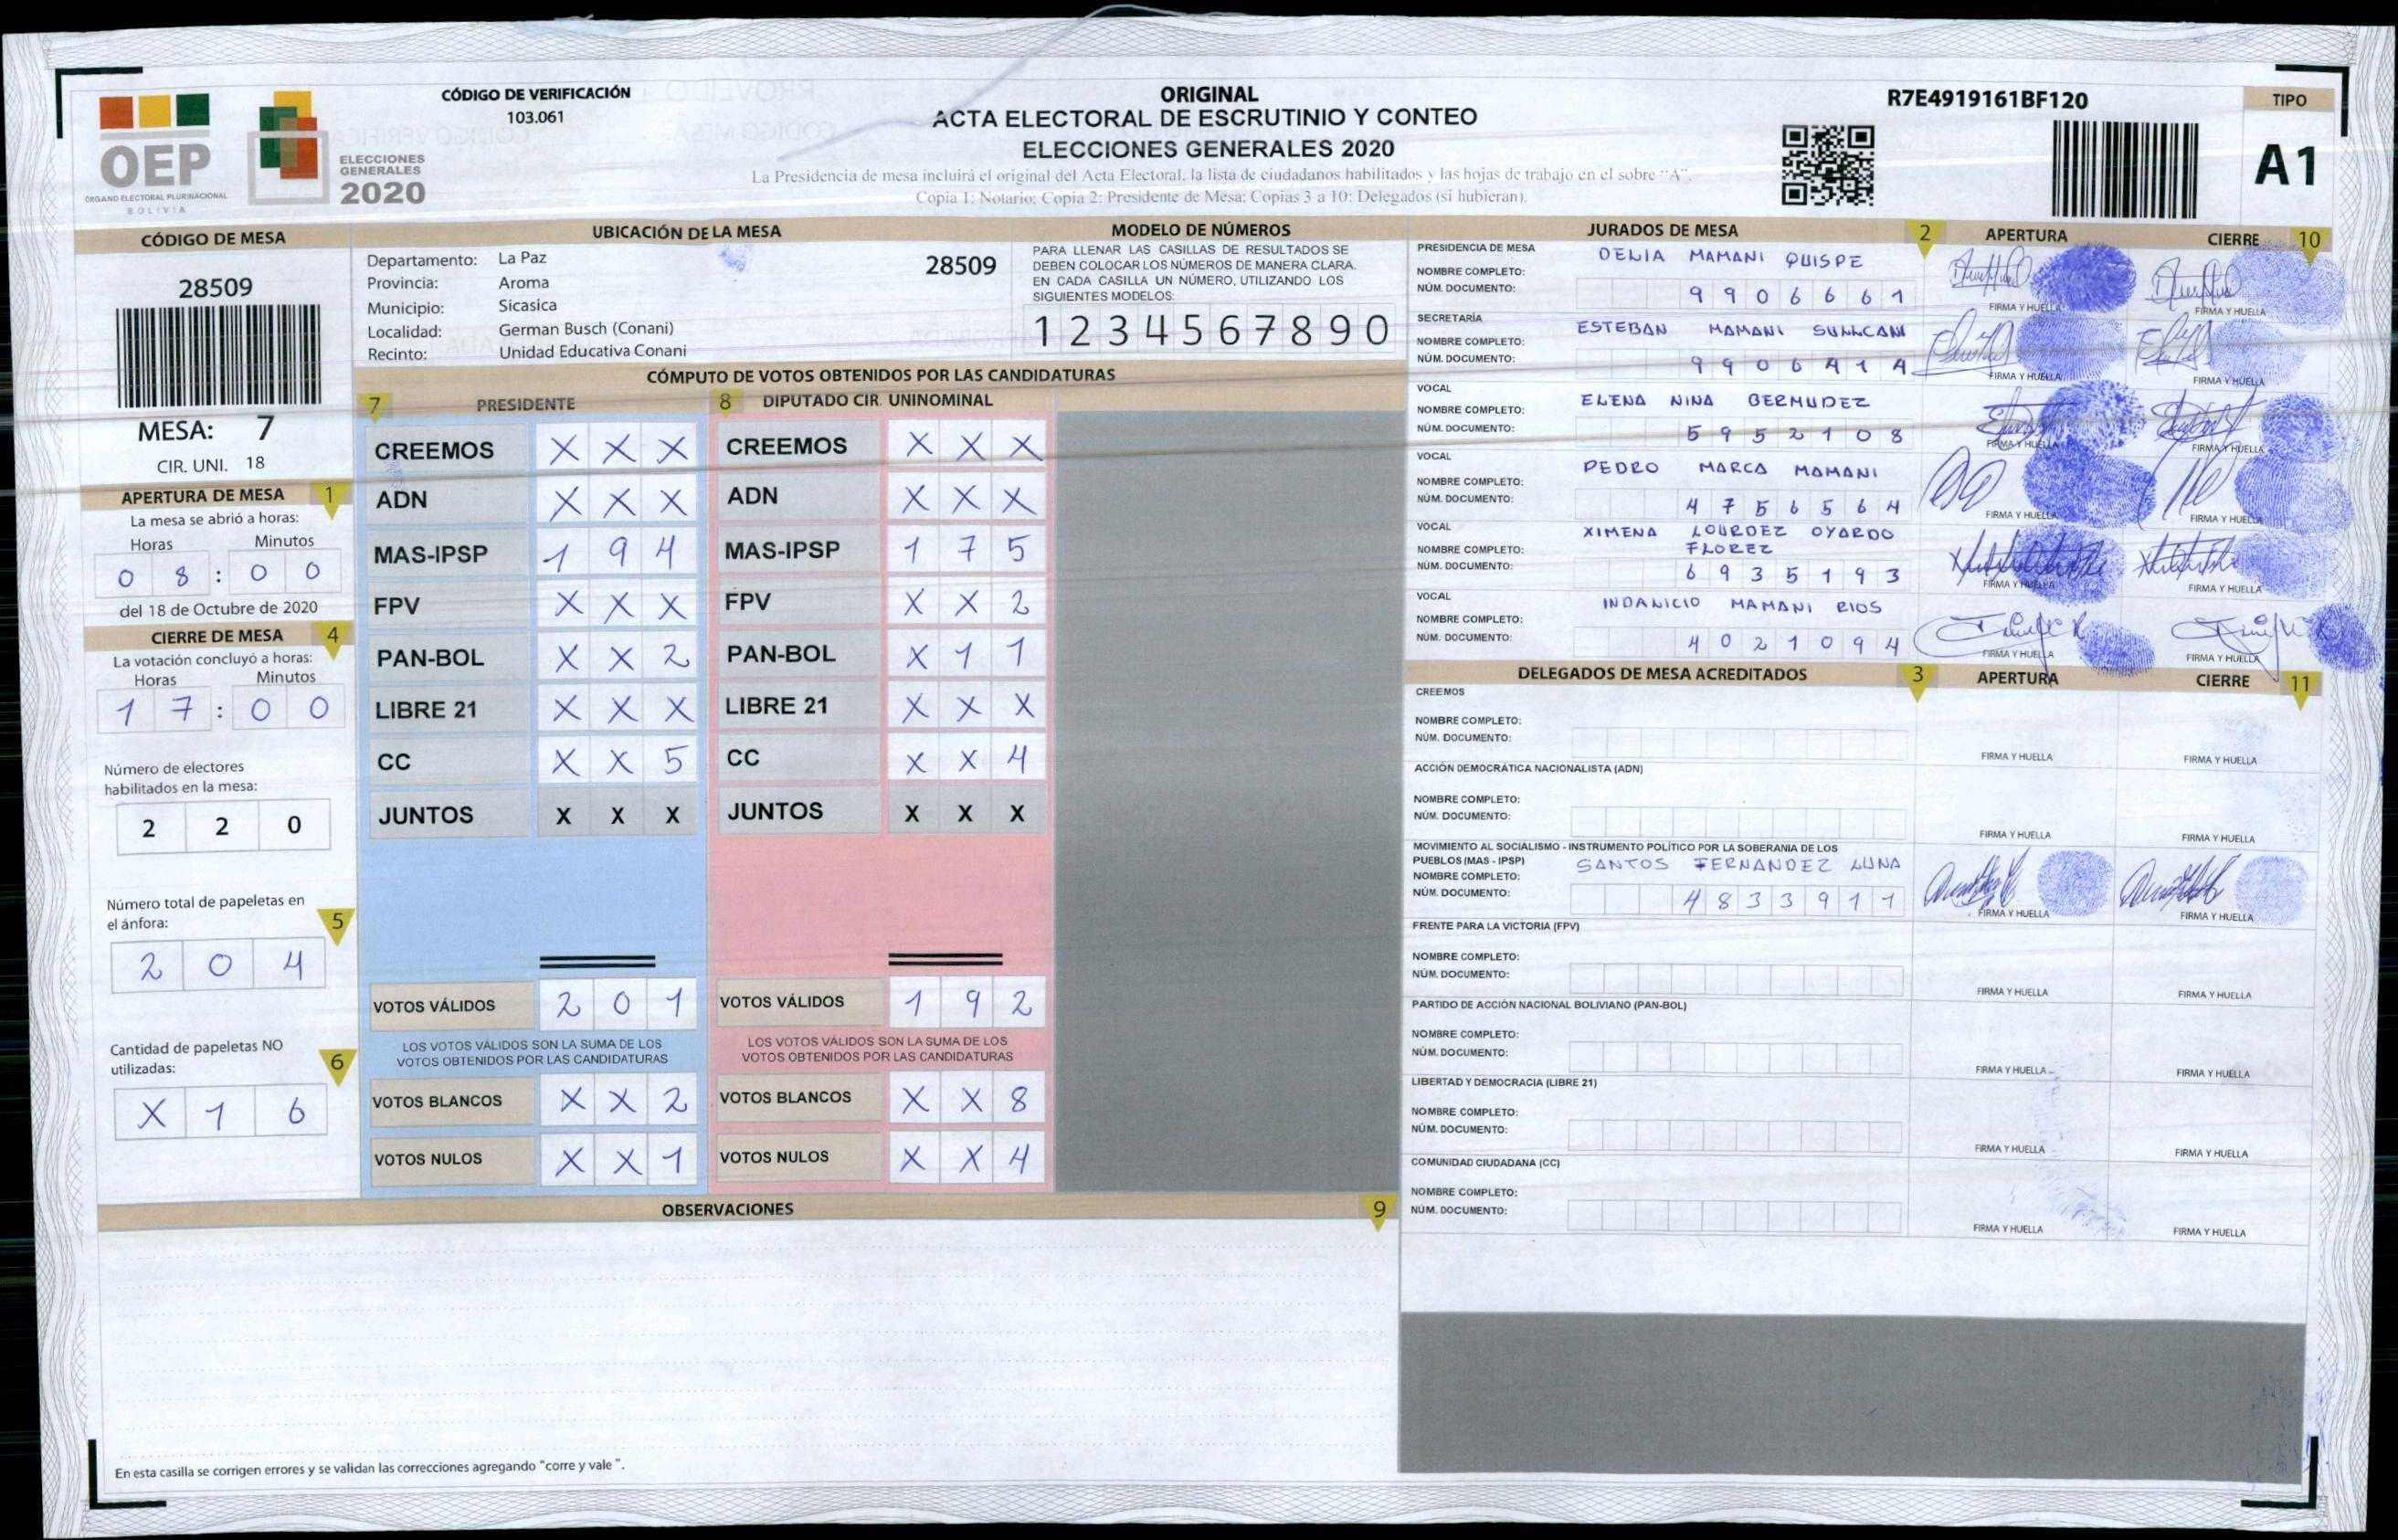 CÓDIGO DE VERIFICACIÓN
103.061
OEP
ÓRGANO ELECTORAL PLURINACIONAL
BOLIVIA
ELECCIONES
GENERALES
2020
ORIGINAL
ACTA ELECTORAL DE ESCRUTINIO Y CONTEO
ELECCIONES GENERALES 2020
La Presidencia de mesa incluirá el original del Acta Electoral, la lista de ciudadanos habilitados y las hojas de trabajo en el sobre "A".
Copia 1: Notario; Copia 2: Presidente de Mesa; Copias 3 a 10: Delegados (si hubieran).
R7E4919161BF120
TIPO
A1
CÓDIGO DE MESA
28509
MESA: 7
CIR. UNI. 18
UBICACIÓN DE LA MESA
Departamento: La Paz
Provincia: Aroma
Municipio: Sicasica
Localidad: German Busch (Conani)
Recinto: Unidad Educativa Conani
28509
MODELO DE NÚMEROS
PARA LLENAR LAS CASILLAS DE RESULTADOS SE
DEBEN COLOCAR LOS NÚMEROS DE MANERA CLARA.
EN CADA CASILLA UN NÚMERO, UTILIZANDO LOS
SIGUIENTES MODELOS:
1 2 3 4 5 6 7 8 9 0
APERTURA DE MESA 1
La mesa se abrió a horas:
Horas Minutos
0 8 : 0 0
del 18 de Octubre de 2020
CIERRE DE MESA 4
La votación concluyó a horas:
Horas Minutos
1 7 : 0 0
Número de electores
habilitados en la mesa:
2 2 0
Número total de papeletas en
el ánfora: 5
2 0 4
Cantidad de papeletas NO
utilizadas: 6
X 1 6
CÓMPUTO DE VOTOS OBTENIDOS POR LAS CANDIDATURAS
7 PRESIDENTE
CREEMOS X X X
ADN X X X
MAS-IPSP 1 9 4
FPV X X X
PAN-BOL X X 2
LIBRE 21 X X X
CC X X 5
JUNTOS X X X
VOTOS VÁLIDOS 2 0 1
LOS VOTOS VÁLIDOS SON LA SUMA DE LOS
VOTOS OBTENIDOS POR LAS CANDIDATURAS
VOTOS BLANCOS X X 2
VOTOS NULOS X X 1
8 DIPUTADO CIR. UNINOMINAL
CREEMOS X X X
ADN X X X
MAS-IPSP 1 7 5
FPV X X 2
PAN-BOL X 1 1
LIBRE 21 X X X
CC X X 4
JUNTOS X X X
VOTOS VÁLIDOS 1 9 2
LOS VOTOS VÁLIDOS SON LA SUMA DE LOS
VOTOS OBTENIDOS POR LAS CANDIDATURAS
VOTOS BLANCOS X X 8
VOTOS NULOS X X 4
OBSERVACIONES 9
En esta casilla se corrigen errores y se validan las correcciones agregando "corre y vale".
JURADOS DE MESA 2 APERTURA CIERRE 10
PRESIDENCIA DE MESA
NOMBRE COMPLETO: DELIA MAMANI QUISPE
NÚM. DOCUMENTO: 9 9 0 6 6 6 1
FIRMA Y HUELLA FIRMA Y HUELLA
SECRETARÍA
NOMBRE COMPLETO: ESTEBAN MAMANI SULLCANI
NÚM. DOCUMENTO: 9 9 0 6 4 1 4
FIRMA Y HUELLA FIRMA Y HUELLA
VOCAL
NOMBRE COMPLETO: ELENA NINA BERMUDEZ
NÚM. DOCUMENTO: 5 9 5 2 1 0 8
FIRMA Y HUELLA FIRMA Y HUELLA
VOCAL
NOMBRE COMPLETO: PEDRO MARCA MAMANI
NÚM. DOCUMENTO: 4 7 5 6 5 6 4
FIRMA Y HUELLA FIRMA Y HUELLA
VOCAL
NOMBRE COMPLETO: XIMENA LOURDEZ OYARDO
FLOREZ
NÚM. DOCUMENTO: 6 9 3 5 1 9 3
FIRMA Y HUELLA FIRMA Y HUELLA
VOCAL
NOMBRE COMPLETO: INDALICIO MAMANI RIOS
NÚM. DOCUMENTO: 4 0 2 1 0 9 4
FIRMA Y HUELLA FIRMA Y HUELLA
DELEGADOS DE MESA ACREDITADOS 3 APERTURA CIERRE 11
CREEMOS
NOMBRE COMPLETO:
NÚM. DOCUMENTO:
FIRMA Y HUELLA FIRMA Y HUELLA
ACCIÓN DEMOCRÁTICA NACIONALISTA (ADN)
NOMBRE COMPLETO:
NÚM. DOCUMENTO:
FIRMA Y HUELLA FIRMA Y HUELLA
MOVIMIENTO AL SOCIALISMO - INSTRUMENTO POLÍTICO POR LA SOBERANIA DE LOS
PUEBLOS (MAS - IPSP)
NOMBRE COMPLETO: SANTOS FERNANDEZ LUNA
NÚM. DOCUMENTO: 4 8 3 3 9 1 1
FIRMA Y HUELLA FIRMA Y HUELLA
FRENTE PARA LA VICTORIA (FPV)
NOMBRE COMPLETO:
NÚM. DOCUMENTO:
FIRMA Y HUELLA FIRMA Y HUELLA
PARTIDO DE ACCIÓN NACIONAL BOLIVIANO (PAN-BOL)
NOMBRE COMPLETO:
NÚM. DOCUMENTO:
FIRMA Y HUELLA FIRMA Y HUELLA
LIBERTAD Y DEMOCRACIA (LIBRE 21)
NOMBRE COMPLETO:
NÚM. DOCUMENTO:
FIRMA Y HUELLA FIRMA Y HUELLA
COMUNIDAD CIUDADANA (CC)
NOMBRE COMPLETO:
NÚM. DOCUMENTO:
FIRMA Y HUELLA FIRMA Y HUELLA